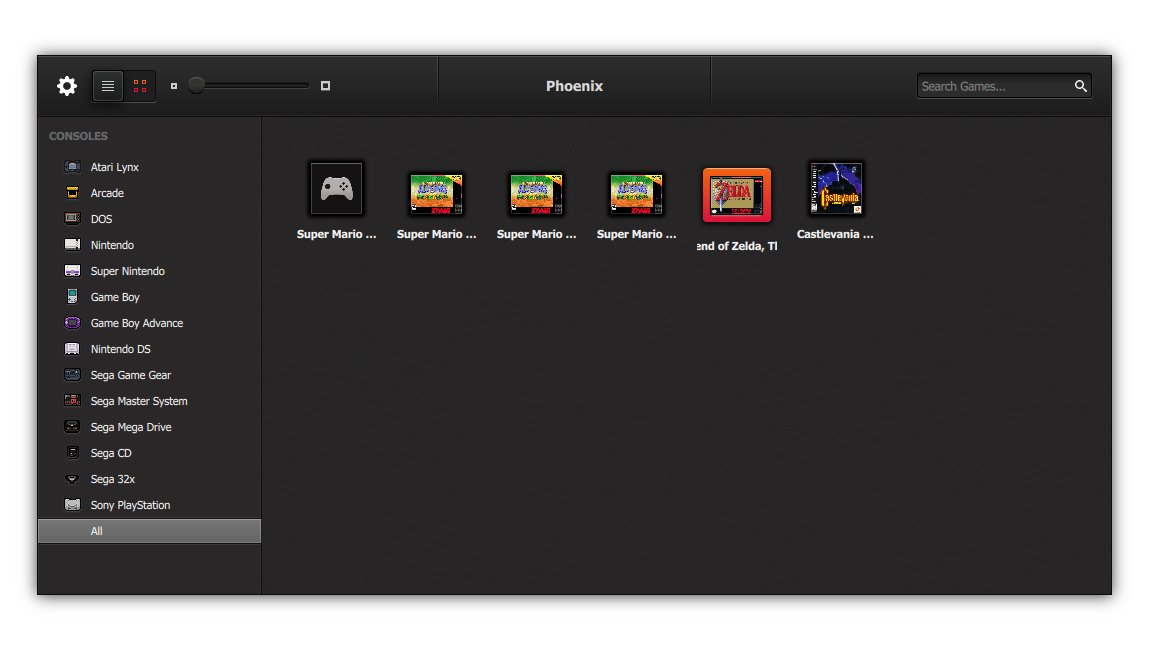 Phoenix
Search Games...
CONSOLES
Atari Lynx
Arcade
DOS
Nintendo
Super Nintendo
Game Boy
Game Boy Advance
Nintendo DS
Sega Game Gear
Sega Master System
Sega Mega Drive
Sega CD
Sega 32x
Sony PlayStation
All
Super Mario ...
Super Mario ...
Super Mario ...
Super Mario ...
ZELDA
end of Zelda, Tl
Castlevania
Castlevania ...